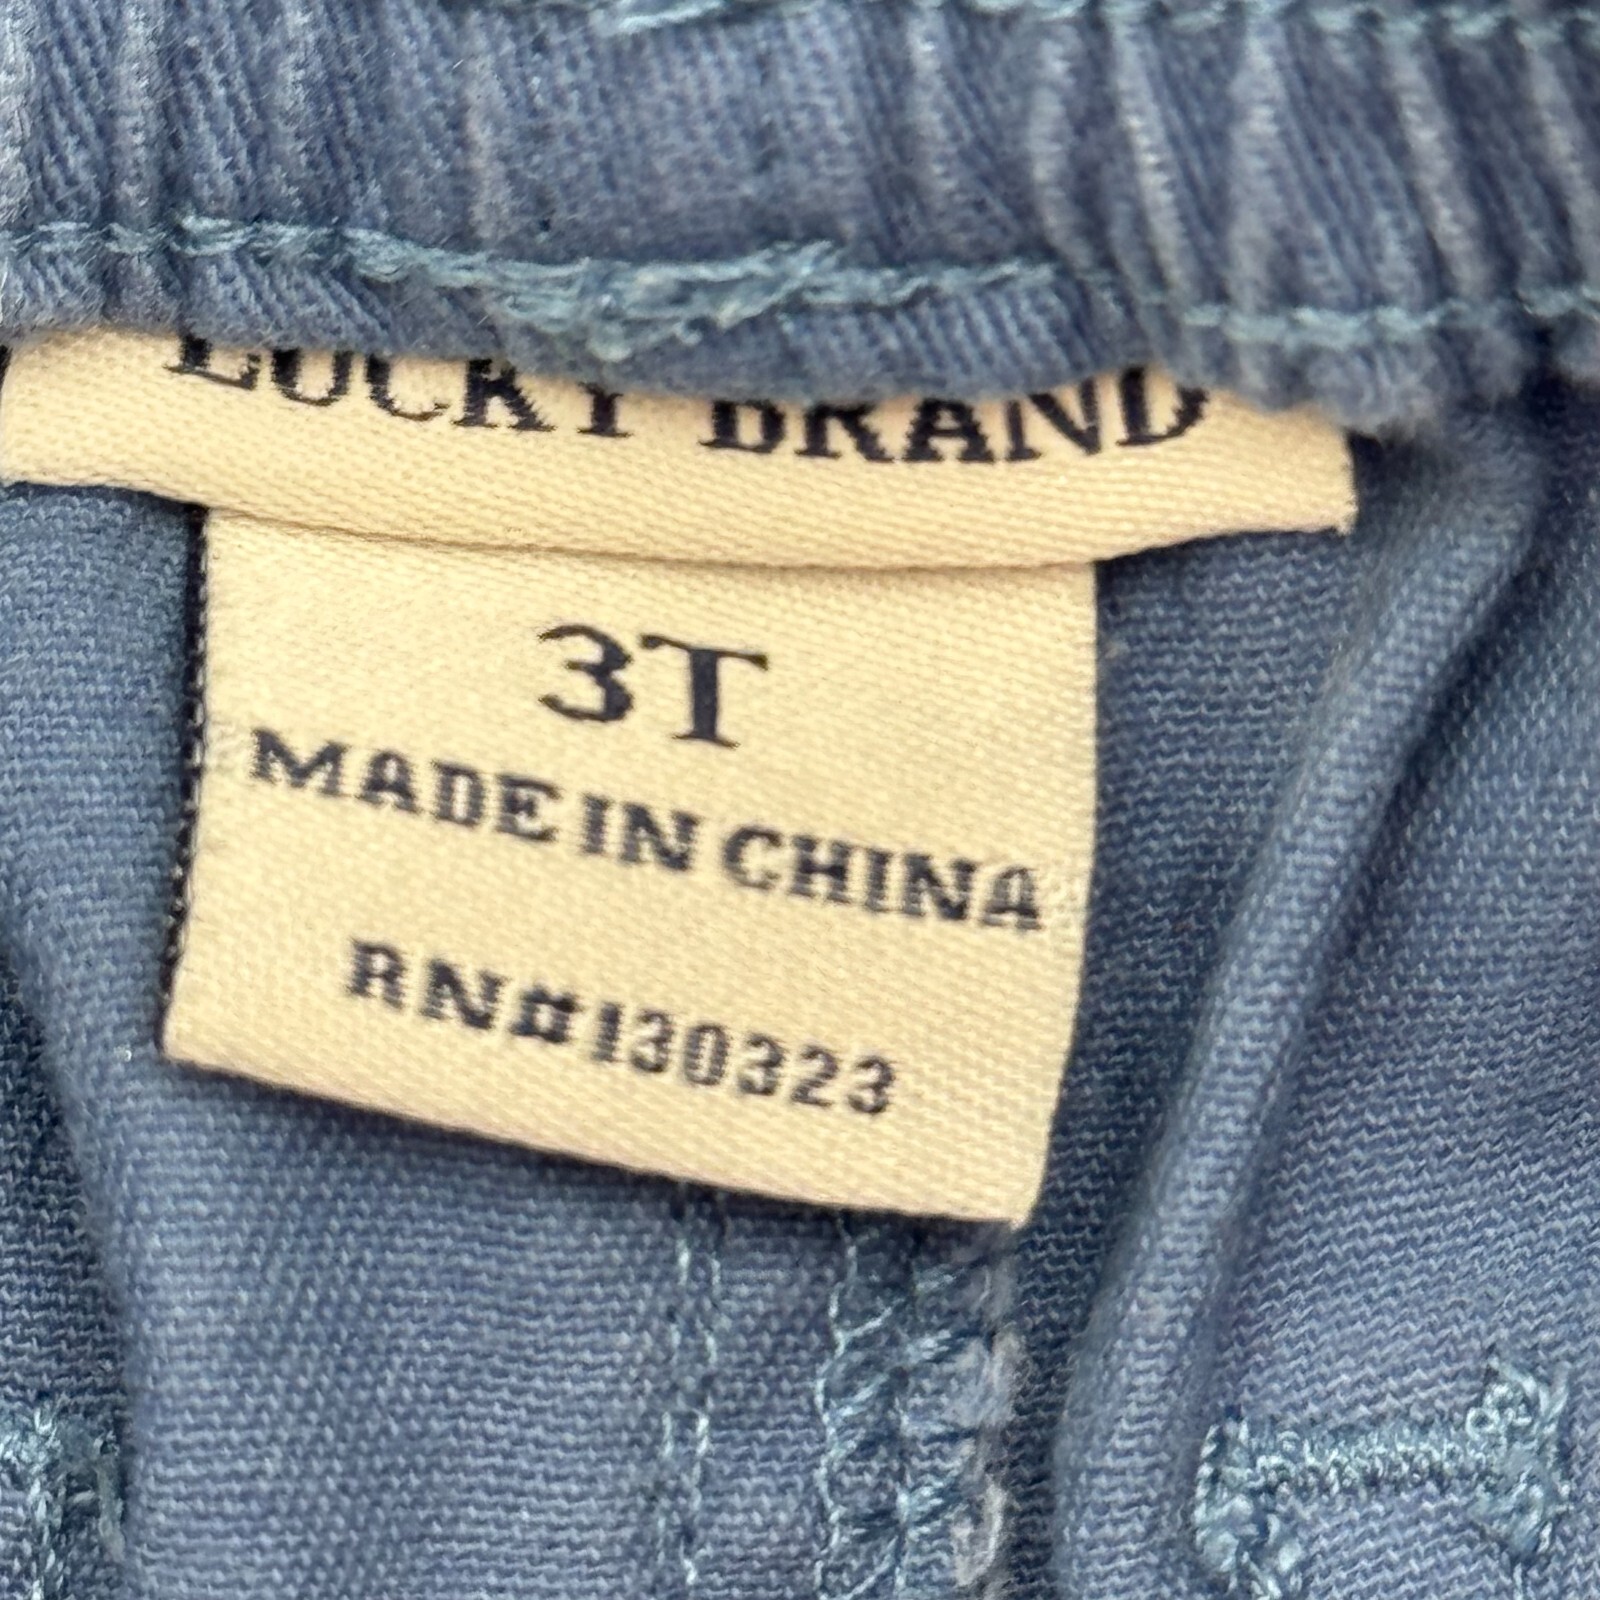 LUCKY BRAND
3T
MADE IN CHINA
RN#130323